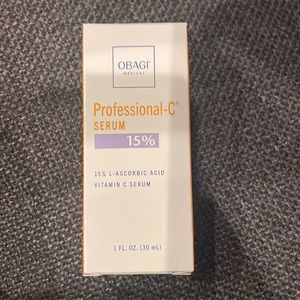 OBAGI®
MEDICAL
Professional-C®
SERUM
15%
15% L-ASCORBIC ACID
VITAMIN C SERUM
1 FL. OZ. (30 mL)